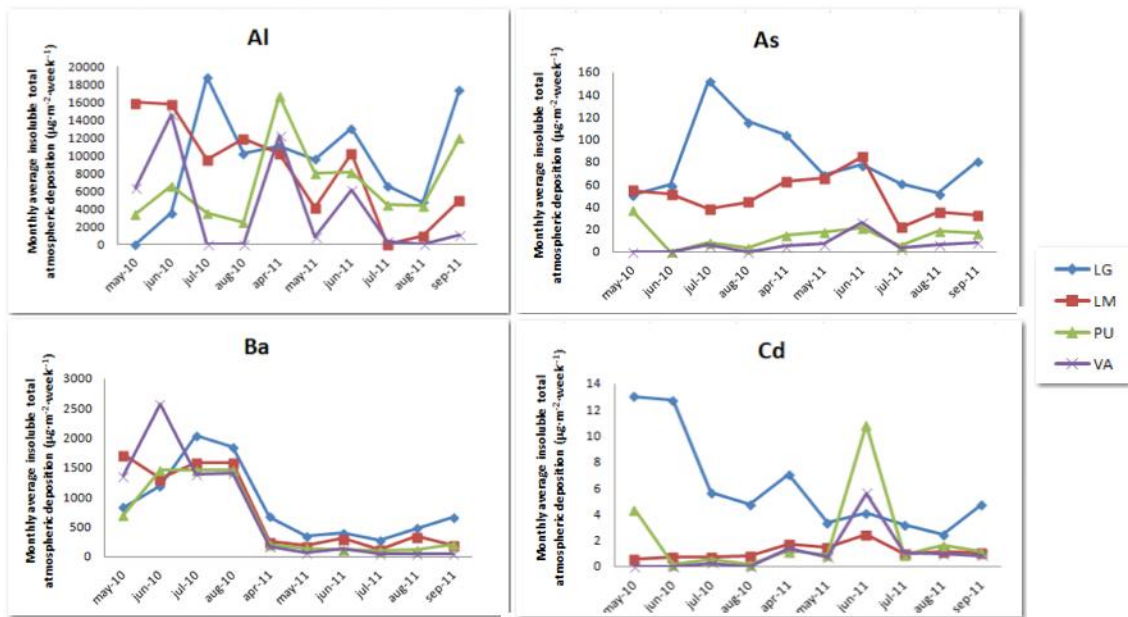 Al
Monthly average insoluble total
atmospheric deposition (µg·m⁻²·week⁻¹)
20000
18000
16000
14000
12000
10000
8000
6000
4000
2000
0
may-10 jun-10 jul-10 aug-10 apr-11 may-11 jun-11 jul-11 aug-11 sep-11
As
Monthly average insoluble total
atmospheric deposition (µg·m⁻²·week⁻¹)
160
140
120
100
80
60
40
20
0
may-10 jun-10 jul-10 aug-10 apr-11 may-11 jun-11 jul-11 aug-11 sep-11
LG
LM
PU
VA
Ba
Monthly average insoluble total
atmospheric deposition (µg·m⁻²·week⁻¹)
3000
2500
2000
1500
1000
500
0
may-10 jun-10 jul-10 aug-10 apr-11 may-11 jun-11 jul-11 aug-11 sep-11
Cd
Monthly average insoluble total
atmospheric deposition (µg·m⁻²·week⁻¹)
14
12
10
8
6
4
2
0
may-10 jun-10 jul-10 aug-10 apr-11 may-11 jun-11 jul-11 aug-11 sep-11